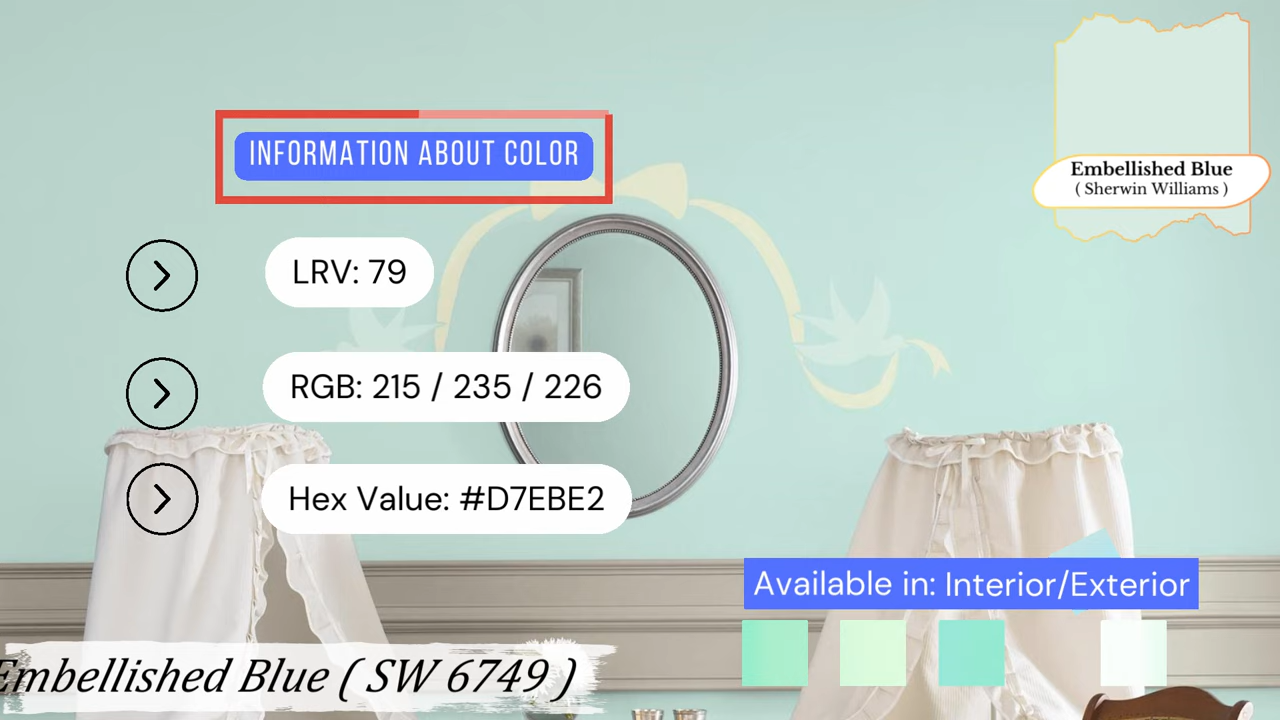 INFORMATION ABOUT COLOR
Embellished Blue
( Sherwin Williams )
LRV: 79
RGB: 215 / 235 / 226
Hex Value: #D7EBE2
Available in: Interior/Exterior
Embellished Blue ( SW 6749 )